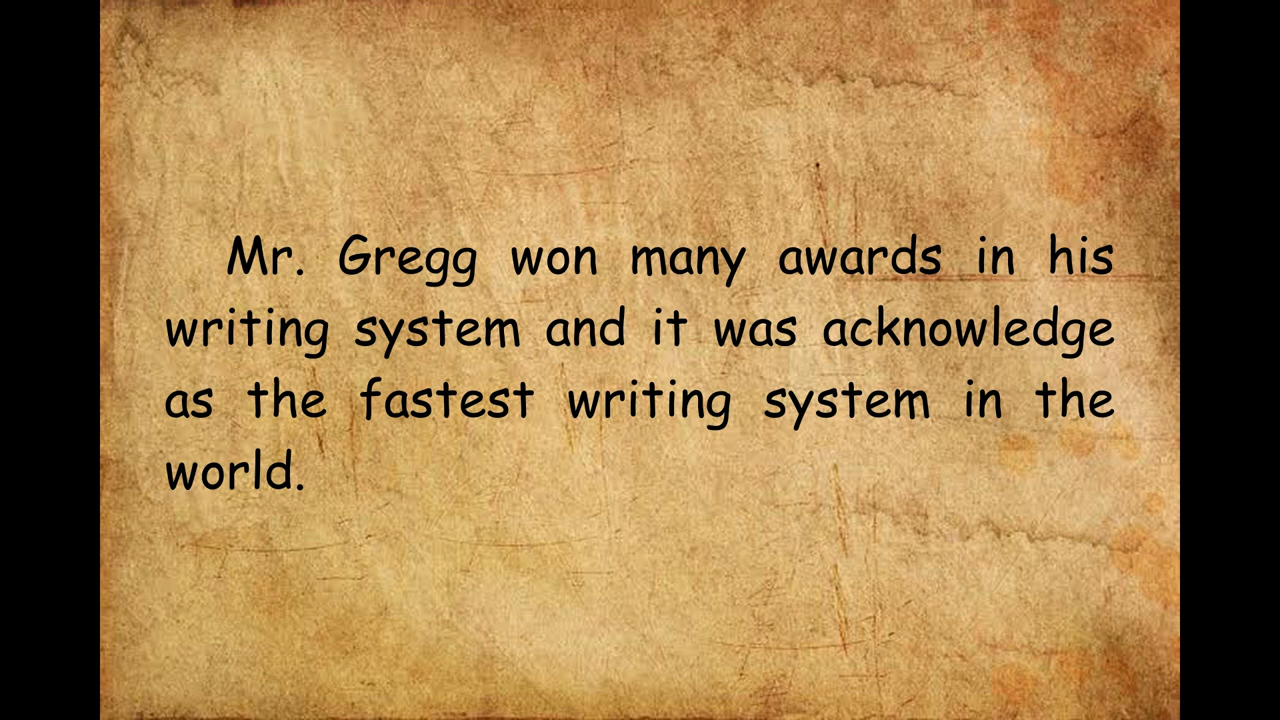 Mr. Gregg won many awards in his
writing system and it was acknowledge
as the fastest writing system in the
world.